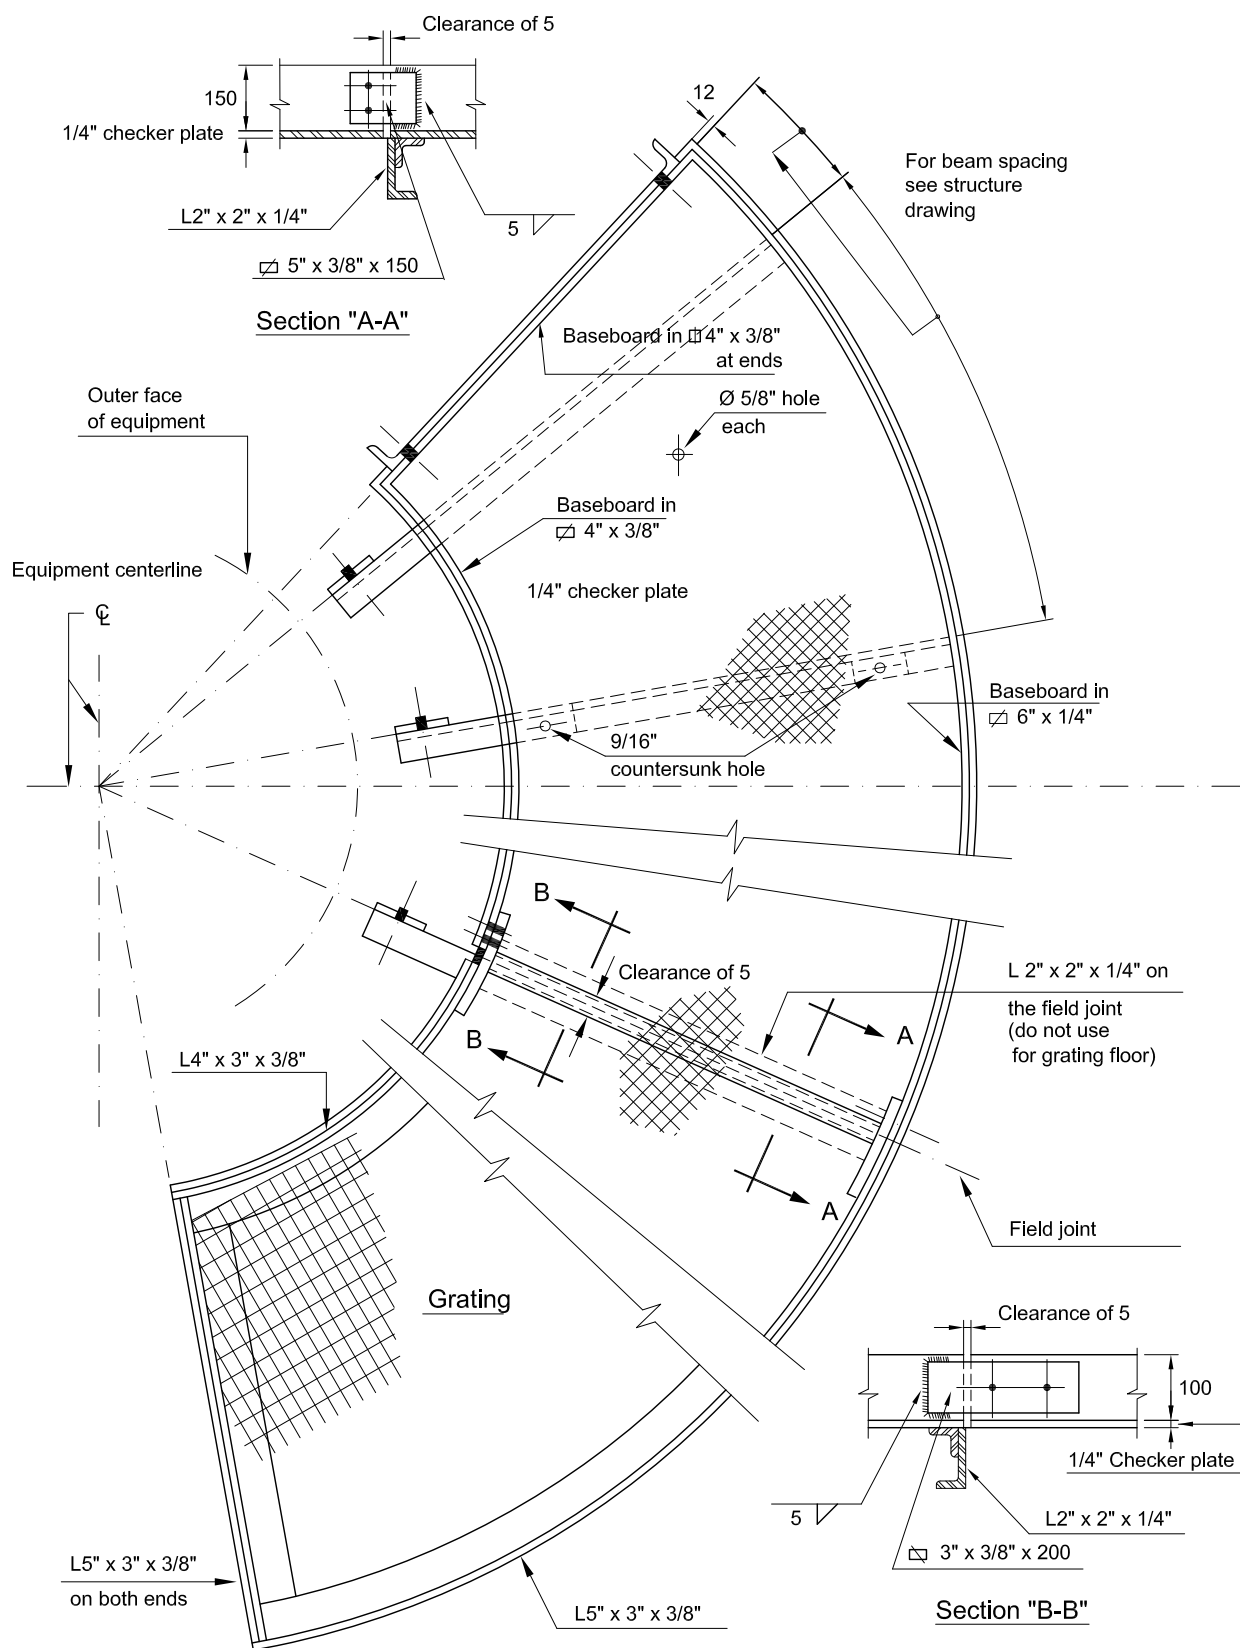 Clearance of 5
150
1/4" checker plate
L2" x 2" x 1/4"
5
5" x 3/8" x 150
Section "A-A"
12
For beam spacing
see structure
drawing
Baseboard in 4" x 3/8"
at ends
Outer face
of equipment
Ø 5/8" hole
each
Baseboard in
4" x 3/8"
Equipment centerline
℄
1/4" checker plate
Baseboard in
6" x 1/4"
9/16"
countersunk hole
B
Clearance of 5
L 2" x 2" x 1/4" on
the field joint
(do not use
for grating floor)
B
A
L4" x 3" x 3/8"
A
Field joint
Grating
Clearance of 5
100
1/4" Checker plate
5
L2" x 2" x 1/4"
3" x 3/8" x 200
Section "B-B"
L5" x 3" x 3/8"
on both ends
L5" x 3" x 3/8"